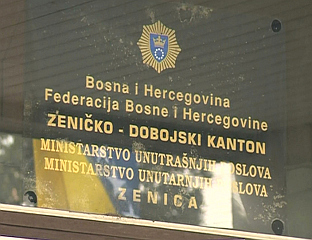 Bosna i Hercegovina
Federacija Bosne i Hercegovine
ZENIČKO - DOBOJSKI KANTON
MINISTARSTVO UNUTRAŠNJIH POSLOVA
MINISTARSTVO UNUTARNJIH POSLOVA
ZENICA